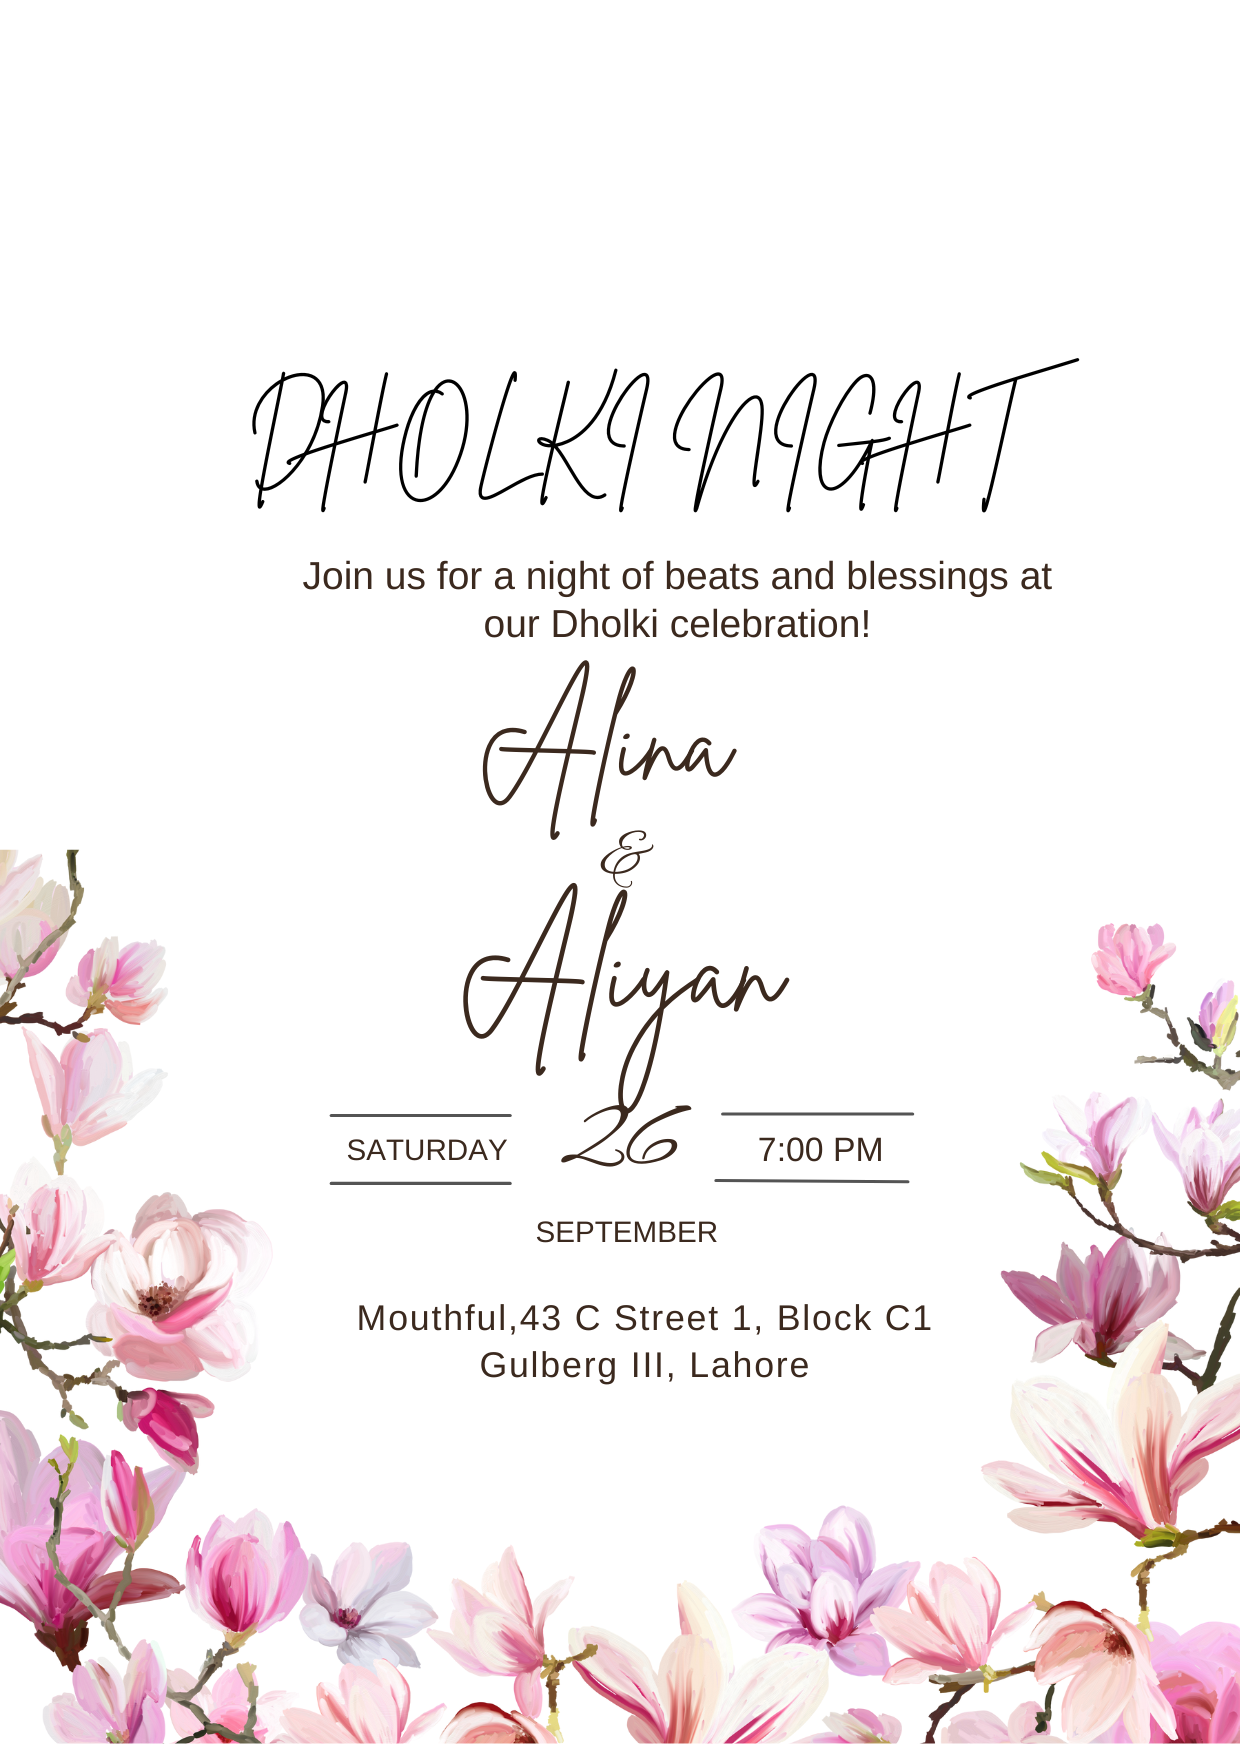 DHOLKI NIGHT
Join us for a night of beats and blessings at
our Dholki celebration!
Alina
&
Aliyan
SATURDAY
26
7:00 PM
SEPTEMBER
Mouthful,43 C Street 1, Block C1
Gulberg III, Lahore